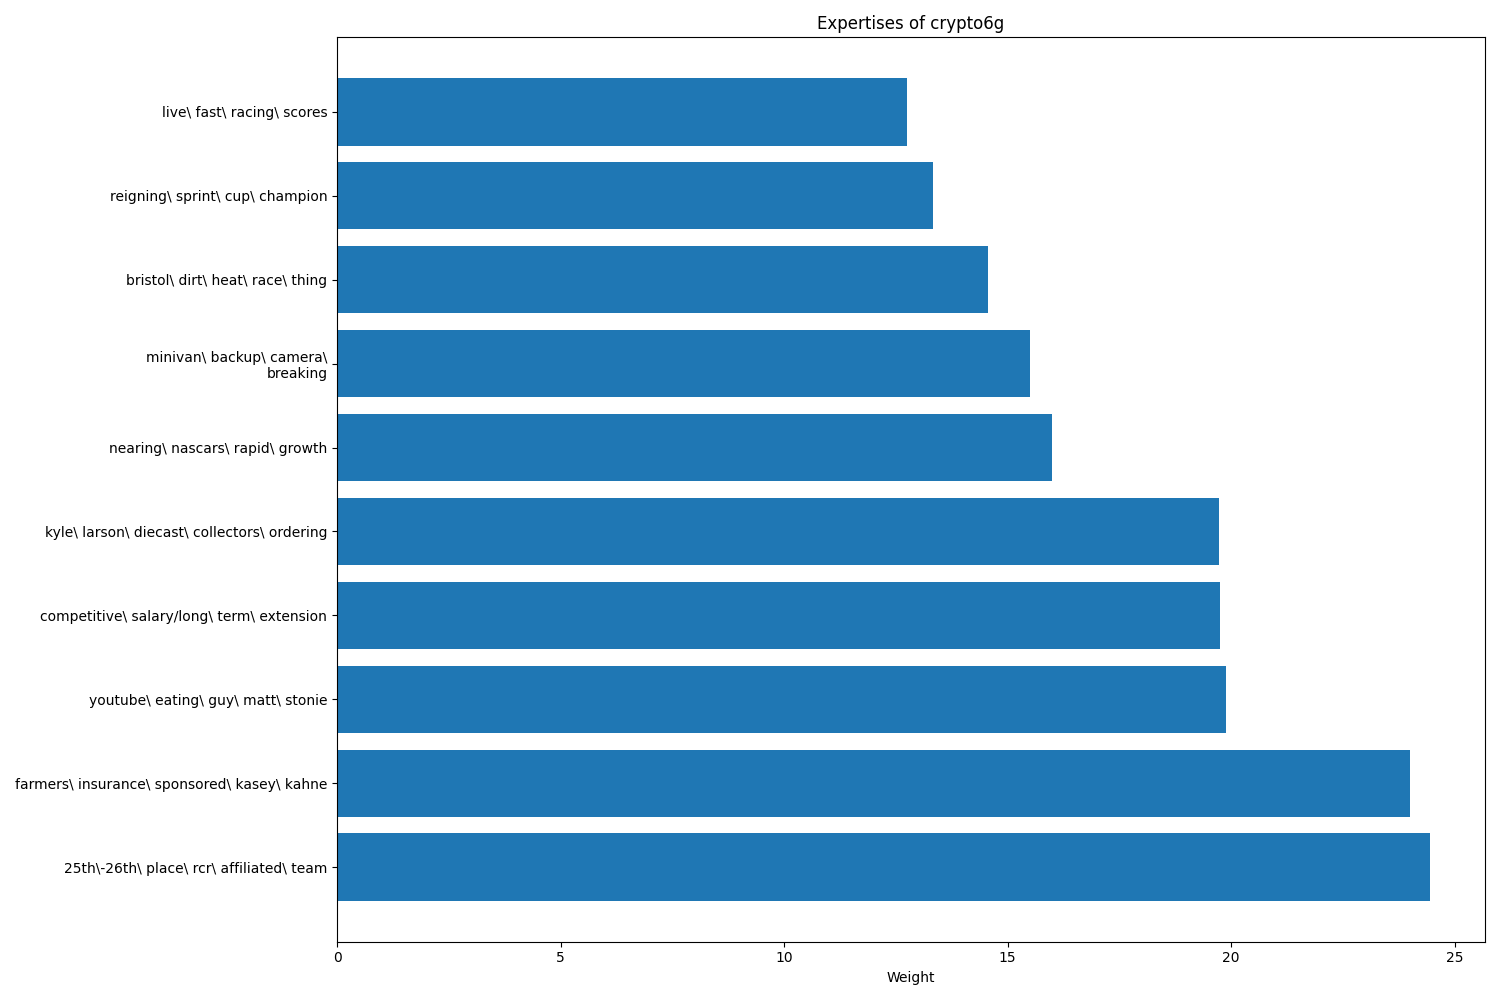 Expertises of crypto6g
live\ fast\ racing\ scores
reigning\ sprint\ cup\ champion
bristol\ dirt\ heat\ race\ thing
minivan\ backup\ camera\
breaking
nearing\ nascars\ rapid\ growth
kyle\ larson\ diecast\ collectors\ ordering
competitive\ salary/long\ term\ extension
youtube\ eating\ guy\ matt\ stonie
farmers\ insurance\ sponsored\ kasey\ kahne
25th\-26th\ place\ rcr\ affiliated\ team
0 5 10 15 20 25
Weight